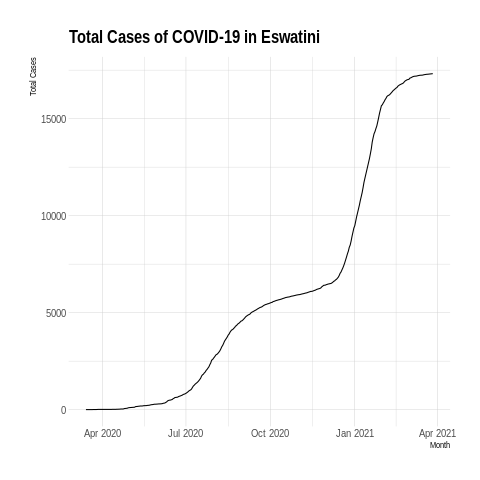 Total Cases of COVID-19 in Eswatini
Total Cases
15000
10000
5000
0
Apr 2020 Jul 2020 Oct 2020 Jan 2021 Apr 2021
Month